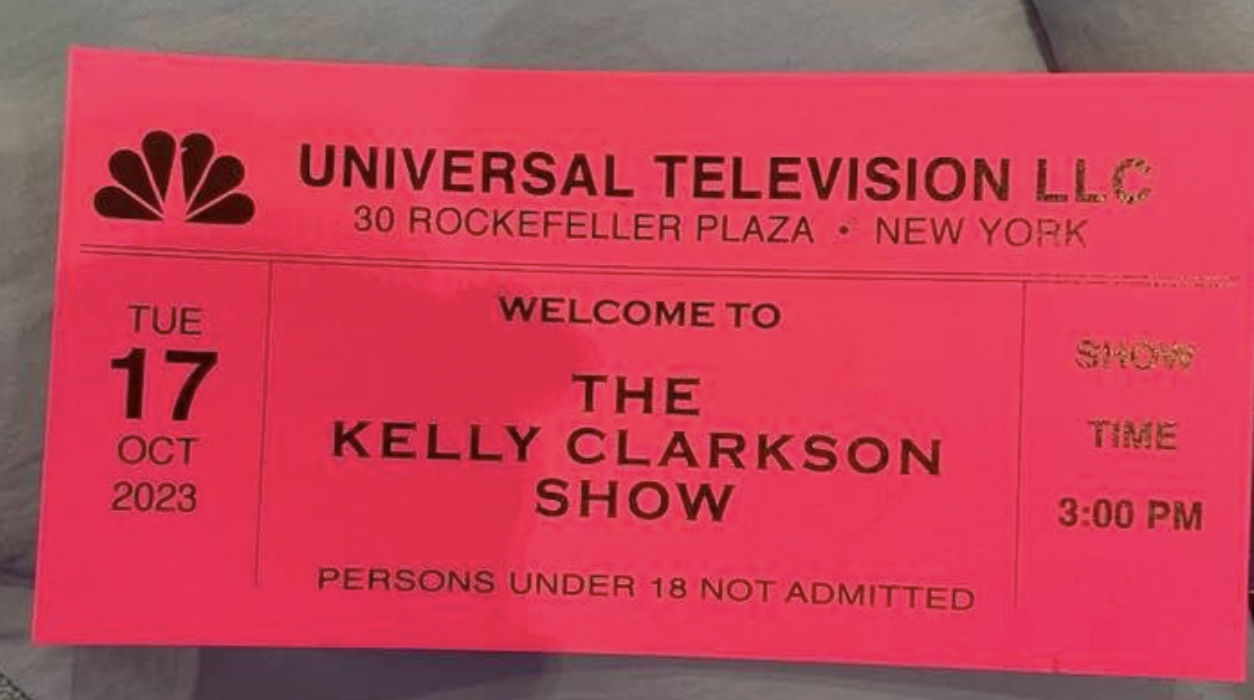 UNIVERSAL TELEVISION LLC
30 ROCKEFELLER PLAZA • NEW YORK
TUE
17
OCT
2023
WELCOME TO
THE
KELLY CLARKSON
SHOW
PERSONS UNDER 18 NOT ADMITTED
SHOW
TIME
3:00 PM